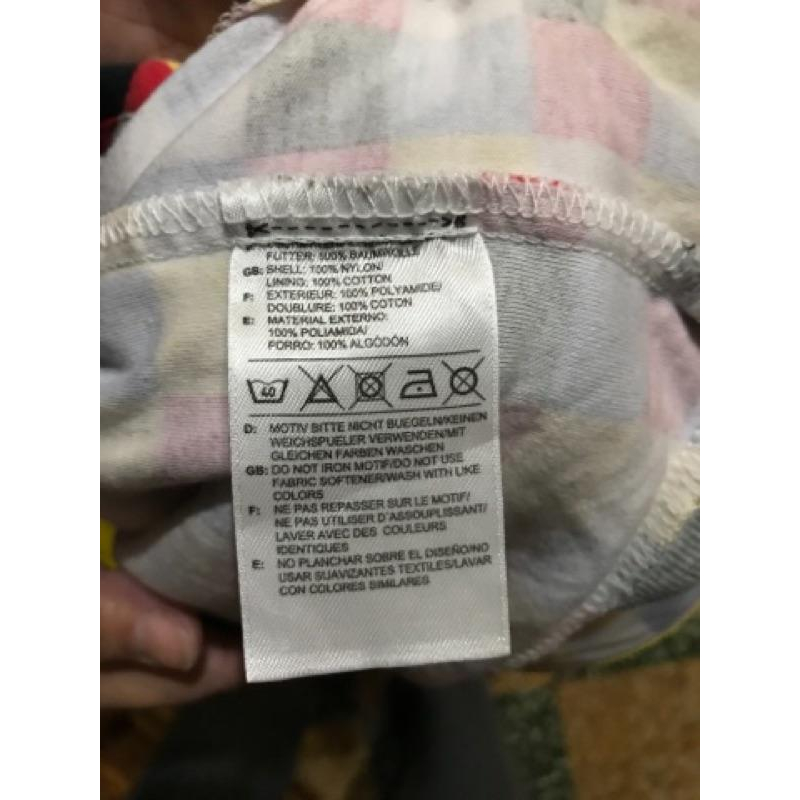 FUTTER: 100% BAUMWOLLE
GB: SHELL: 100% NYLON/
LINING: 100% COTTON
F: EXTERIEUR: 100% POLYAMIDE/
DOUBLURE: 100% COTON
E: MATERIAL EXTERNO:
100% POLIAMIDA/
FORRO: 100% ALGODÓN
40
D: MOTIV BITTE NICHT BUEGELN/KEINEN
WEICHSPUELER VERWENDEN/MIT
GLEICHEN FARBEN WASCHEN
GB: DO NOT IRON MOTIF/DO NOT USE
FABRIC SOFTENER/WASH WITH LIKE
COLORS
F: NE PAS REPASSER SUR LE MOTIF/
NE PAS UTILISER D'ASSOUPLISSANT/
LAVER AVEC DES COULEURS
IDENTIQUES
E: NO PLANCHAR SOBRE EL DISEÑO/NO
USAR SUAVIZANTES TEXTILES/LAVAR
CON COLORES SIMILARES